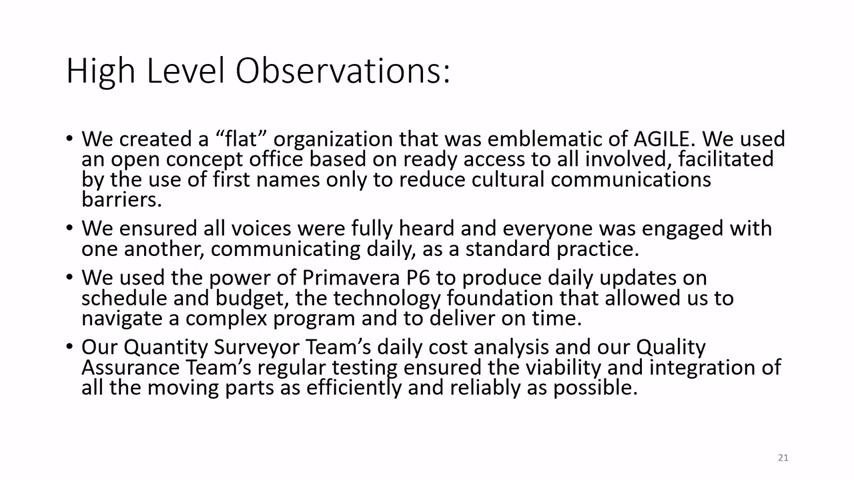 High Level Observations:
• We created a “flat” organization that was emblematic of AGILE. We used
an open concept office based on ready access to all involved, facilitated
by the use of first names only to reduce cultural communications
barriers.
• We ensured all voices were fully heard and everyone was engaged with
one another, communicating daily, as a standard practice.
• We used the power of Primavera P6 to produce daily updates on
schedule and budget, the technology foundation that allowed us to
navigate a complex program and to deliver on time.
• Our Quantity Surveyor Team’s daily cost analysis and our Quality
Assurance Team’s regular testing ensured the viability and integration of
all the moving parts as efficiently and reliably as possible.
21